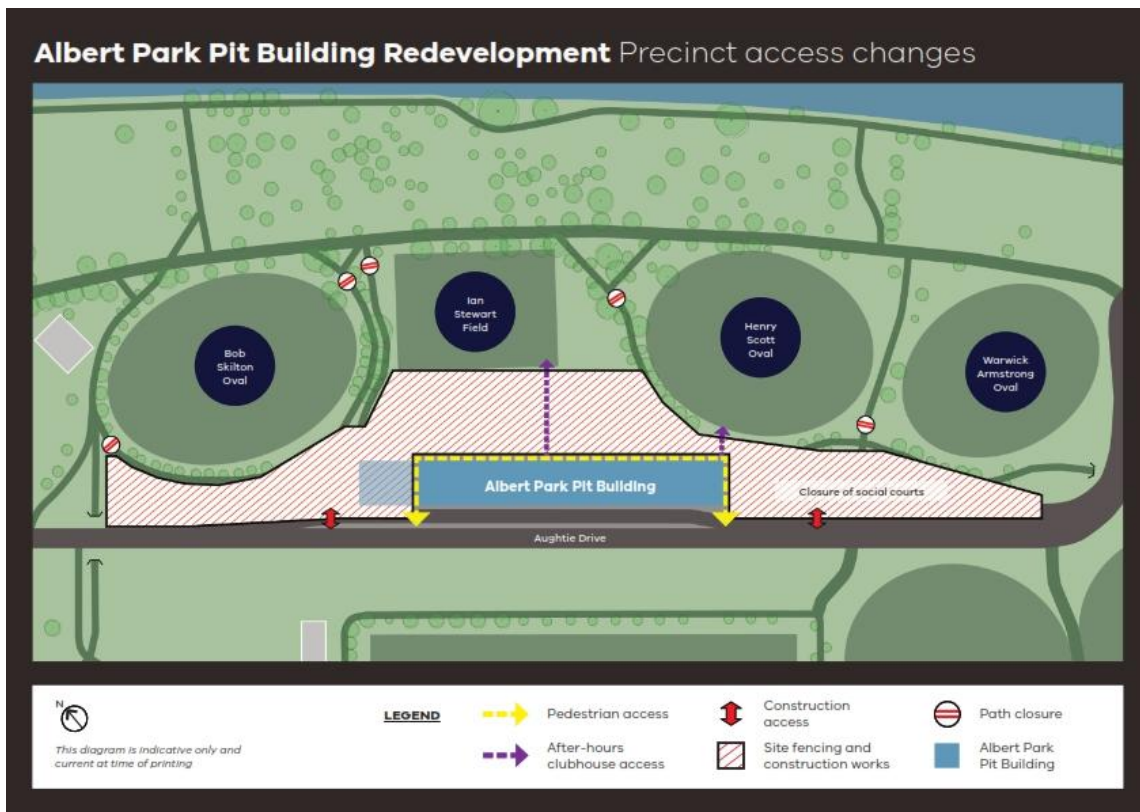 Albert Park Pit Building Redevelopment Precinct access changes
Bob
Skilton
Oval
Ian
Stewart
Field
Henry
Scott
Oval
Warwick
Armstrong
Oval
Albert Park Pit Building
Closure of social courts
Aughtie Drive
N
This diagram is indicative only and
current at time of printing
LEGEND
Pedestrian access
After-hours
clubhouse access
Construction
access
Site fencing and
construction works
Path closure
Albert Park
Pit Building